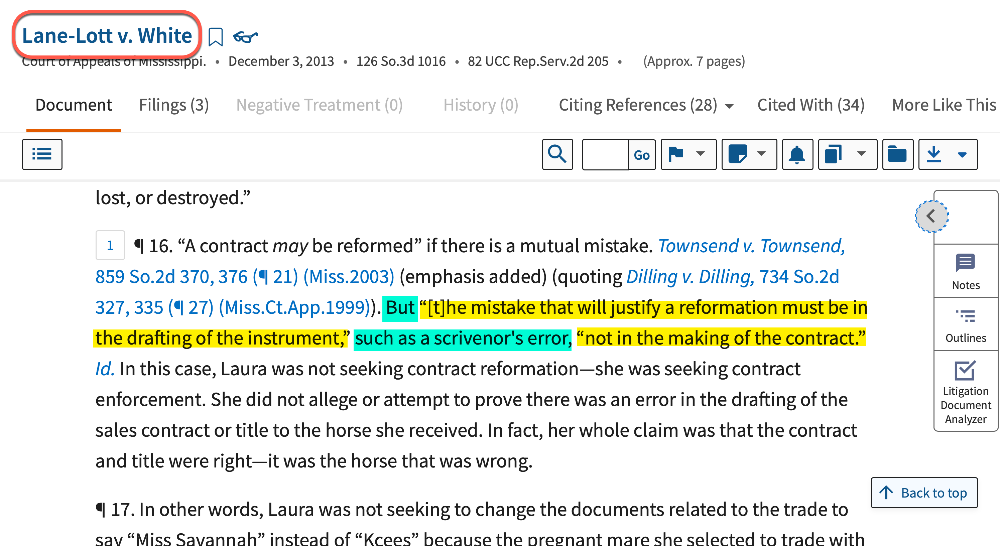 Lane-Lott v. White
Court of Appeals of Mississippi. • December 3, 2013 • 126 So.3d 1016 • 82 UCC Rep.Serv.2d 205 • (Approx. 7 pages)
Document Filings (3) Negative Treatment (0) History (0) Citing References (28) Cited With (34) More Like This
Go
lost, or destroyed.”
1 ¶ 16. “A contract may be reformed” if there is a mutual mistake. Townsend v. Townsend,
859 So.2d 370, 376 (¶ 21) (Miss.2003) (emphasis added) (quoting Dilling v. Dilling, 734 So.2d
327, 335 (¶ 27) (Miss.Ct.App.1999)). But “[t]he mistake that will justify a reformation must be in
the drafting of the instrument,” such as a scrivenor's error, “not in the making of the contract.”
Id. In this case, Laura was not seeking contract reformation—she was seeking contract
enforcement. She did not allege or attempt to prove there was an error in the drafting of the
sales contract or title to the horse she received. In fact, her whole claim was that the contract
and title were right—it was the horse that was wrong.
¶ 17. In other words, Laura was not seeking to change the documents related to the trade to
say “Miss Savannah” instead of “Kcees” because the pregnant mare she selected to trade with
Notes
Outlines
Litigation
Document
Analyzer
Back to top